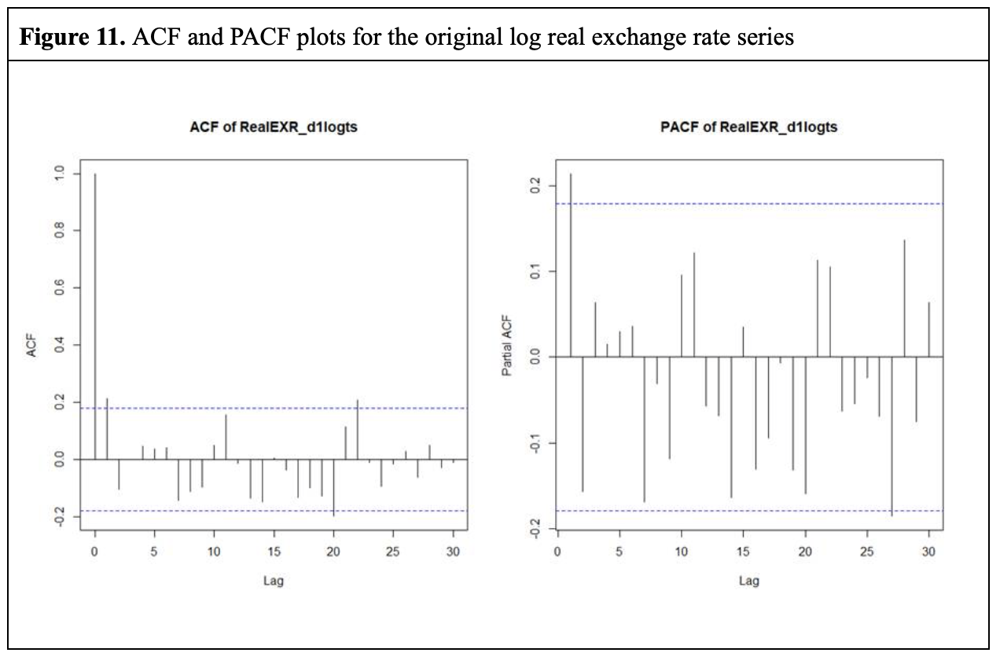 Figure 11. ACF and PACF plots for the original log real exchange rate series
ACF of RealEXR_d1logts
1.0
0.8
0.6
0.4
0.2
0.0
-0.2
ACF
0 5 10 15 20 25 30
Lag
PACF of RealEXR_d1logts
0.2
0.1
0.0
-0.1
-0.2
Partial ACF
0 5 10 15 20 25 30
Lag